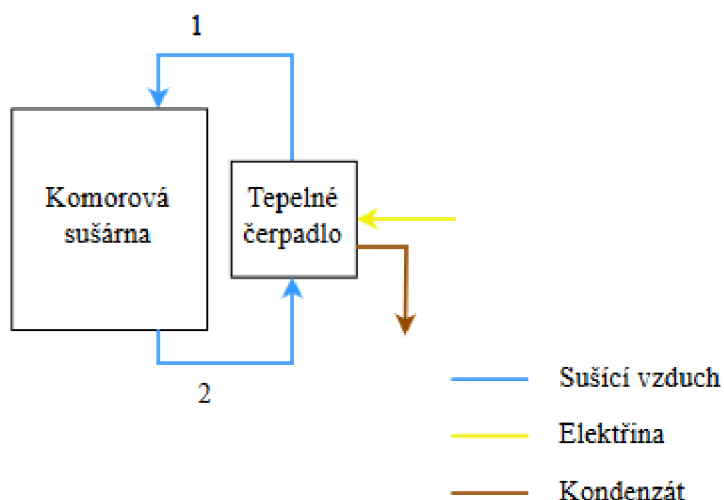 1
Komorová
sušárna
Tepelné
čerpadlo
2
Sušící vzduch
Elektřina
Kondenzát